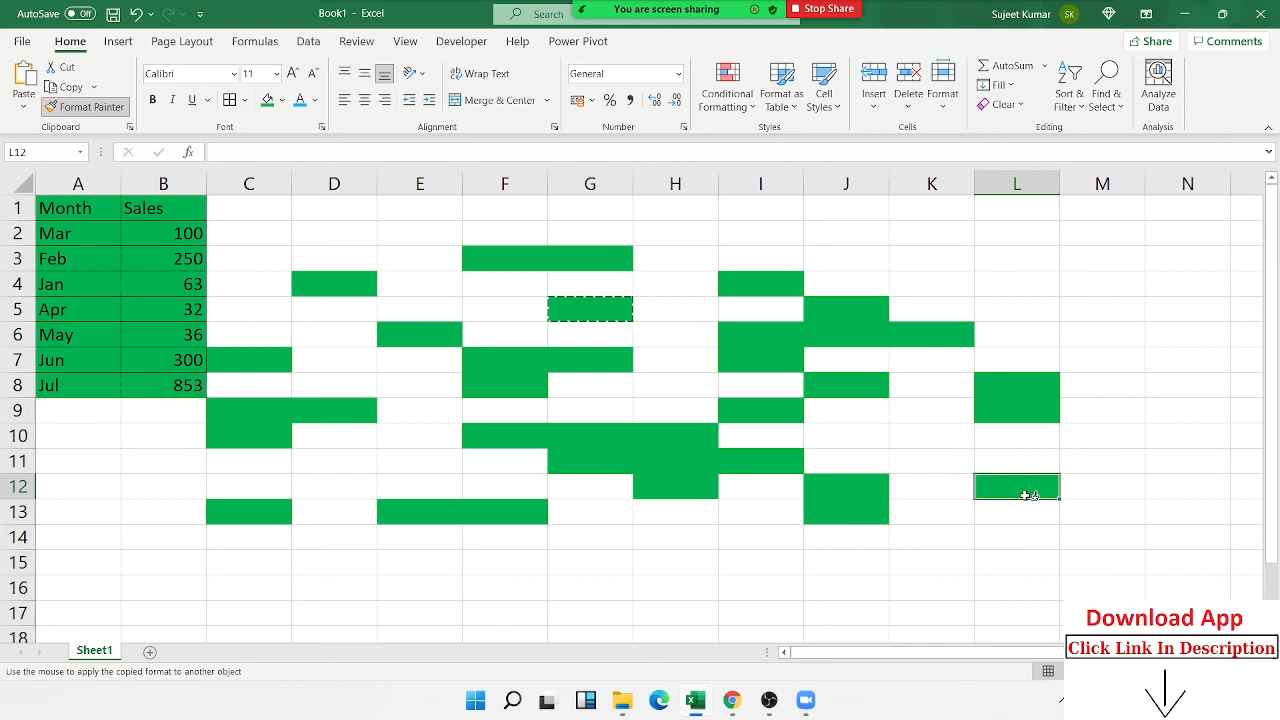 AutoSave Off Book1 - Excel Search You are screen sharing Stop Share Sujeet Kumar SK
File Home Insert Page Layout Formulas Data Review View Developer Help Power Pivot Share Comments
Paste Cut Copy Format Painter
Clipboard
Calibri 11
B I U
Font
Wrap Text
Merge & Center
Alignment
General
Number
Conditional Formatting Format as Table Cell Styles
Styles
Insert Delete Format
Cells
AutoSum Fill Clear
Sort & Filter Find & Select
Editing
Analyze Data
Analysis
L12 fx
A B C D E F G H I J K L M N
1 Month Sales
2 Mar 100
3 Feb 250
4 Jan 63
5 Apr 32
6 May 36
7 Jun 300
8 Jul 853
9
10
11
12
13
14
15
16
17
18
Sheet1
Use the mouse to apply the copied format to another object
Download App
Click Link In Description